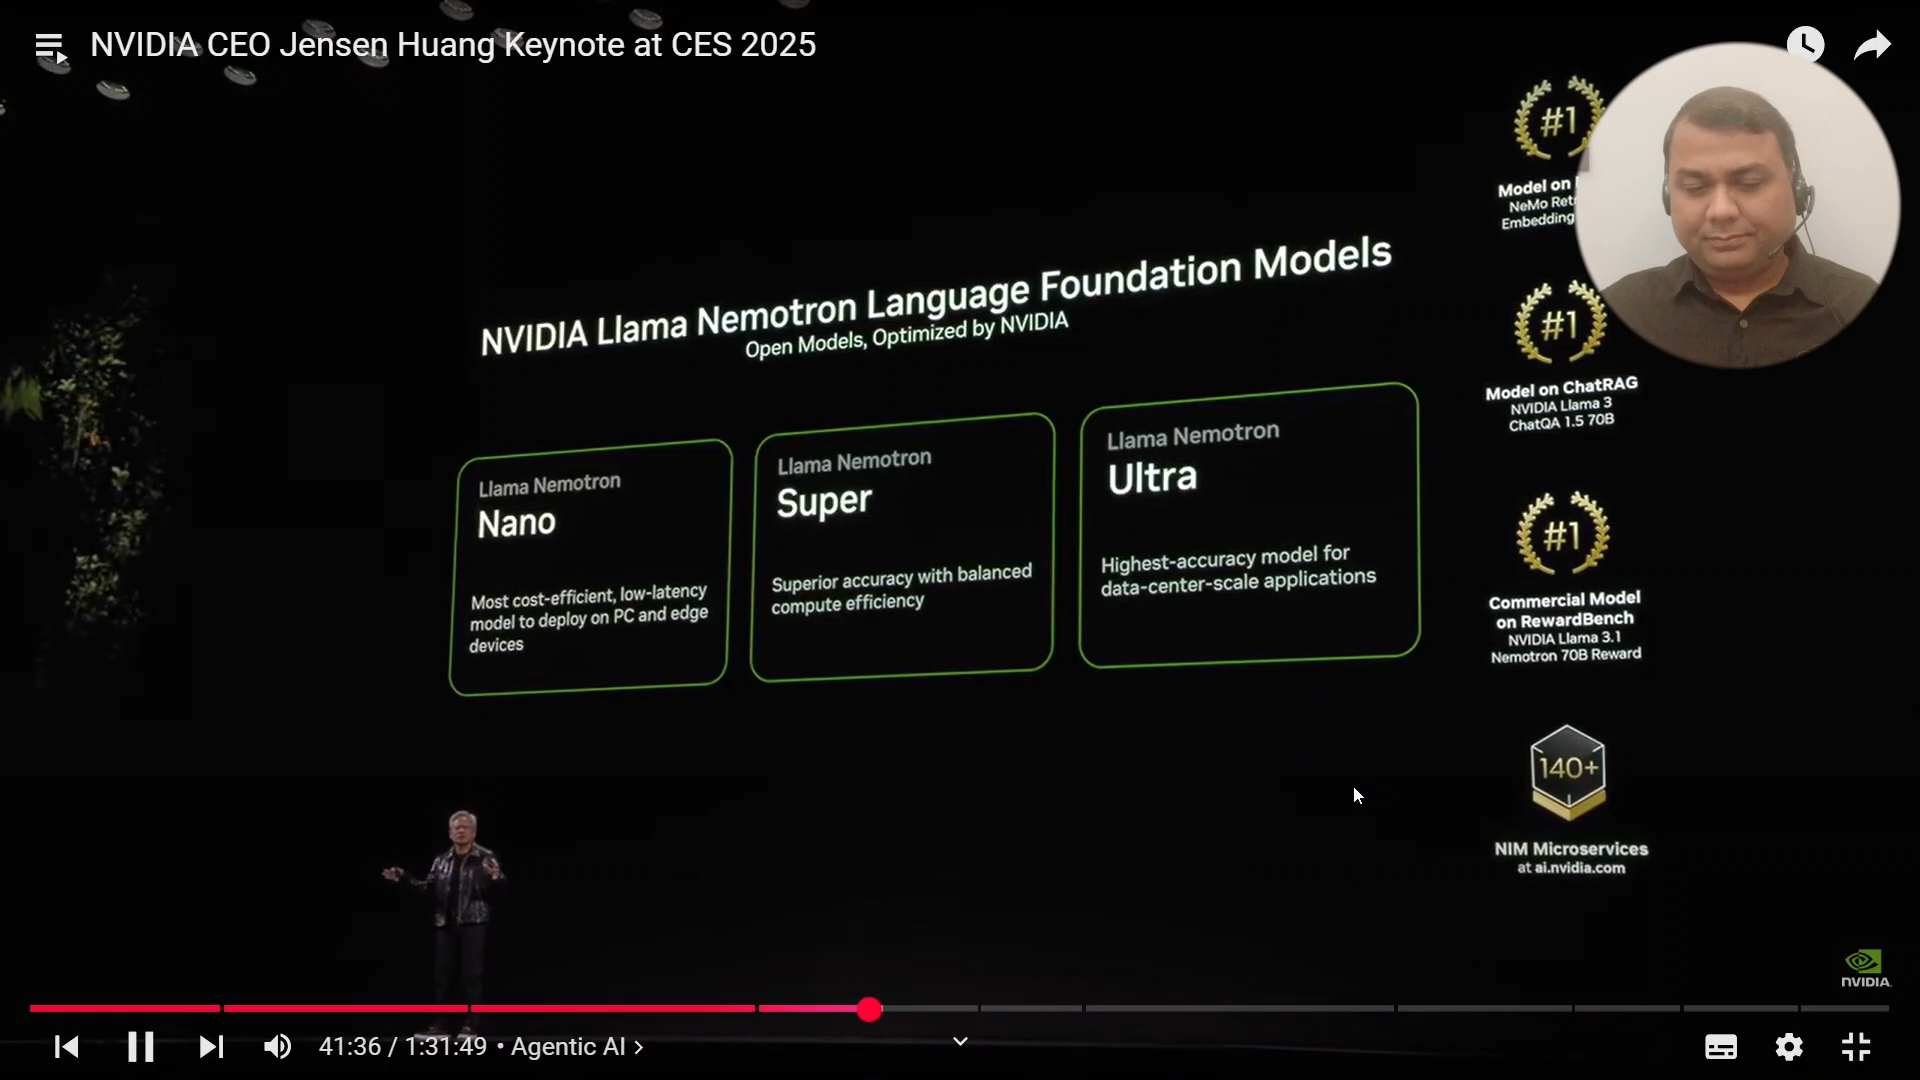 NVIDIA CEO Jensen Huang Keynote at CES 2025
NVIDIA Llama Nemotron Language Foundation Models
Open Models, Optimized by NVIDIA
Llama Nemotron
Nano
Most cost-efficient, low-latency
model to deploy on PC and edge
devices
Llama Nemotron
Super
Superior accuracy with balanced
compute efficiency
Llama Nemotron
Ultra
Highest-accuracy model for
data-center-scale applications
#1
Model on
NeMo
Embedding
#1
Model on ChatRAG
NVIDIA Llama 3
ChatQA 1.5 70B
#1
Commercial Model
on RewardBench
NVIDIA Llama 3.1
Nemotron 70B Reward
140+
NIM Microservices
at ai.nvidia.com
NVIDIA.
41:36 / 1:31:49 • Agentic AI >